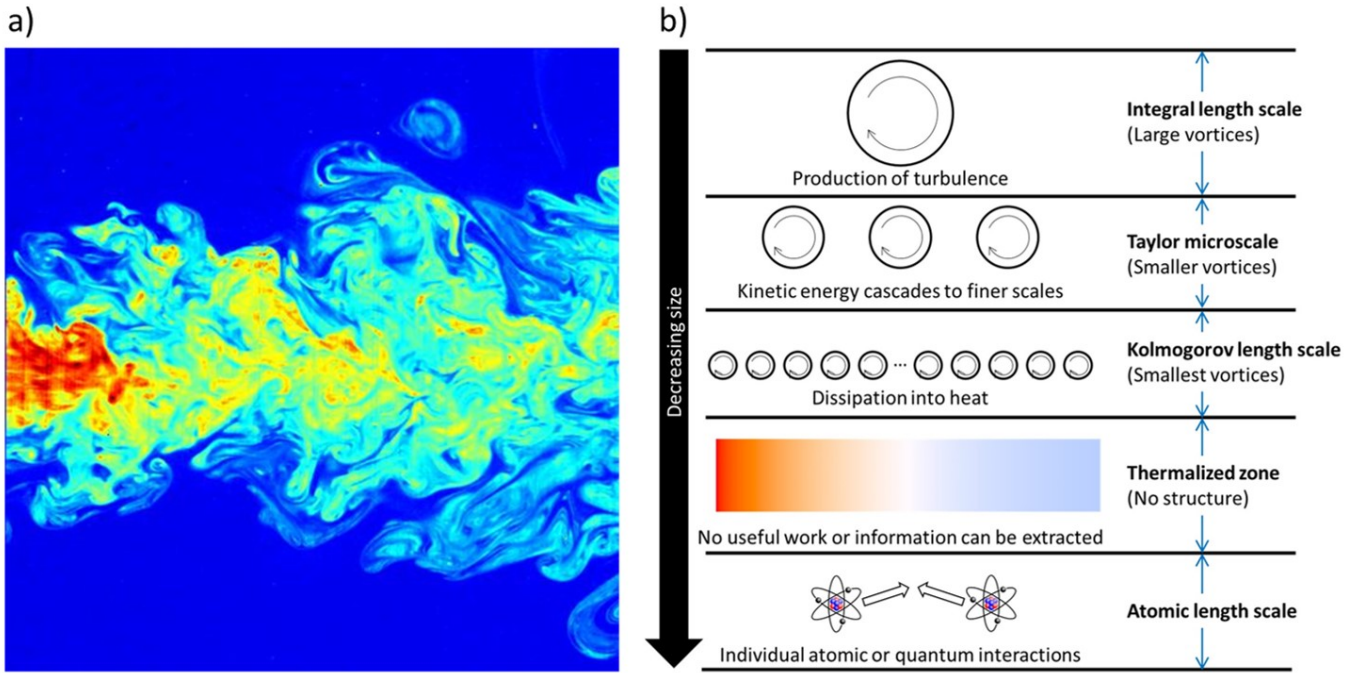 a)
b)
Decreasing size
Integral length scale
(Large vortices)
Production of turbulence
Taylor microscale
(Smaller vortices)
Kinetic energy cascades to finer scales
Kolmogorov length scale
(Smallest vortices)
...
Dissipation into heat
Thermalized zone
(No structure)
No useful work or information can be extracted
Atomic length scale
Individual atomic or quantum interactions